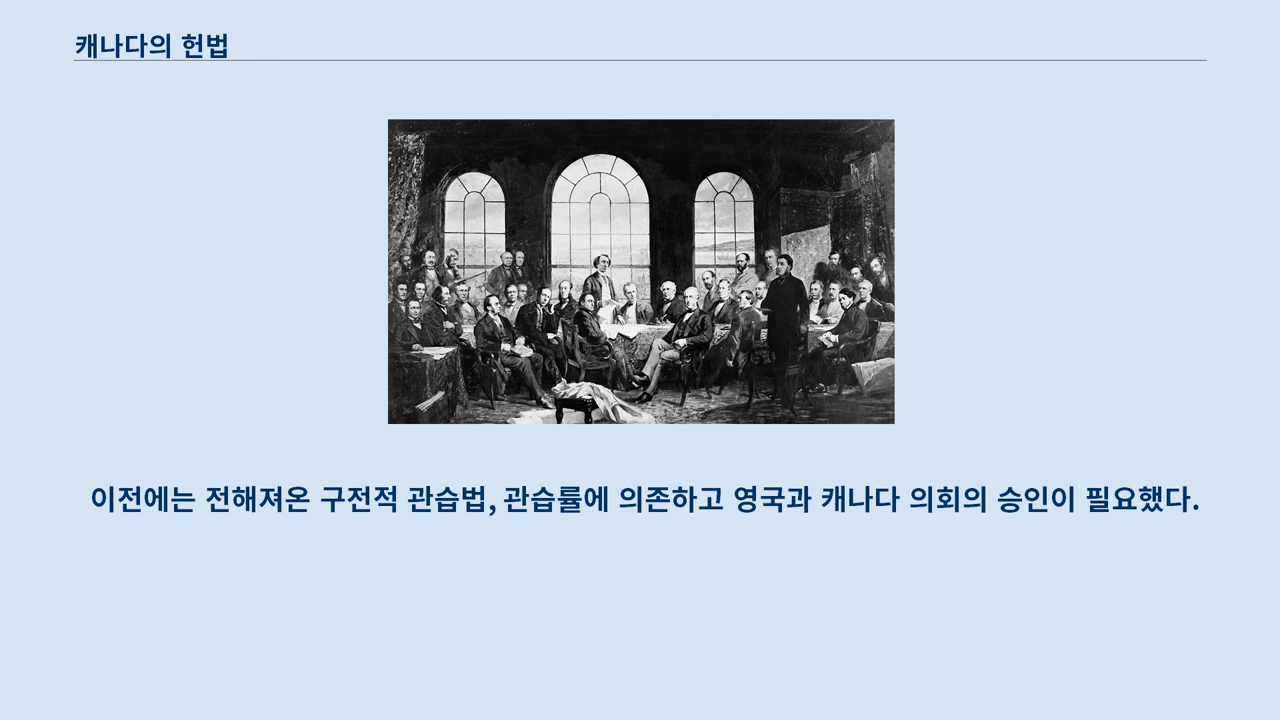 캐나다의 헌법
이전에는 전해져온 구전적 관습법, 관습률에 의존하고 영국과 캐나다 의회의 승인이 필요했다.